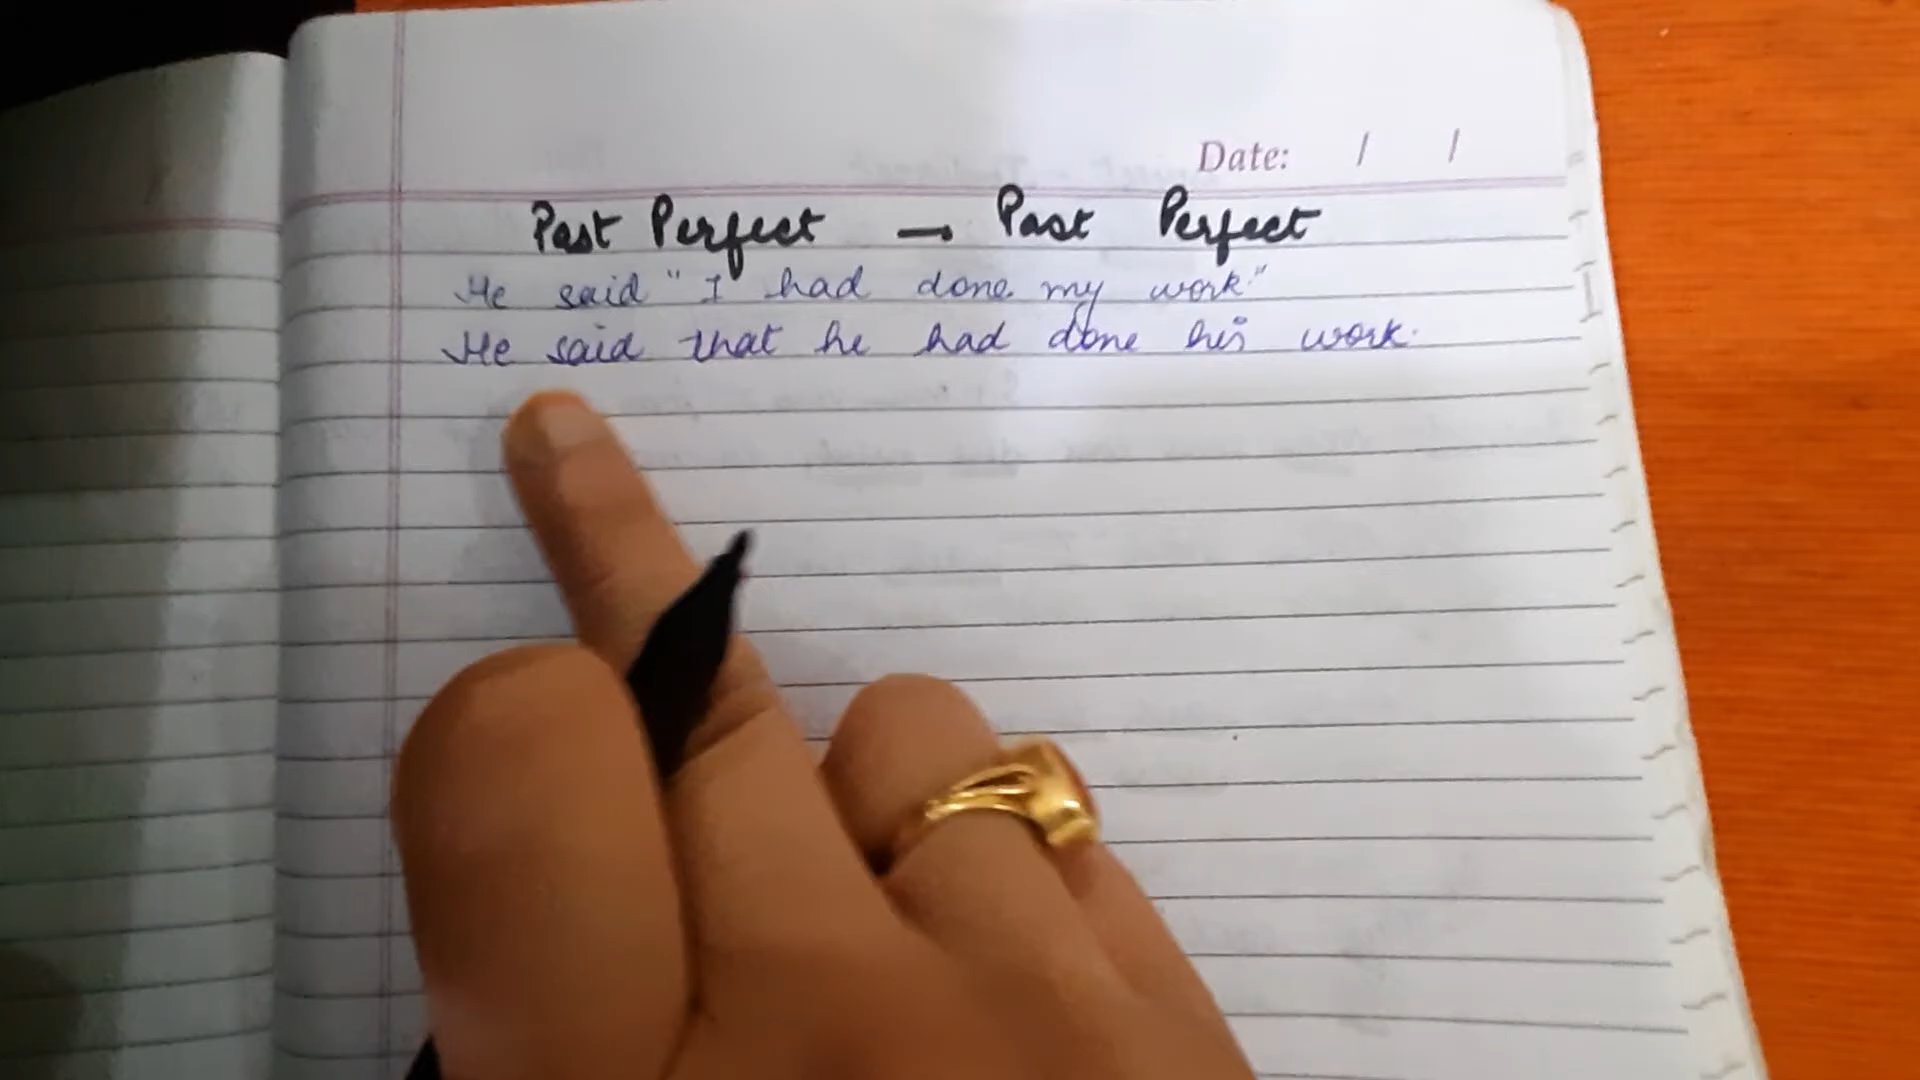 Date: / /
Past Perfect → Past Perfect
He said "I had done my work."
He said that he had done his work.